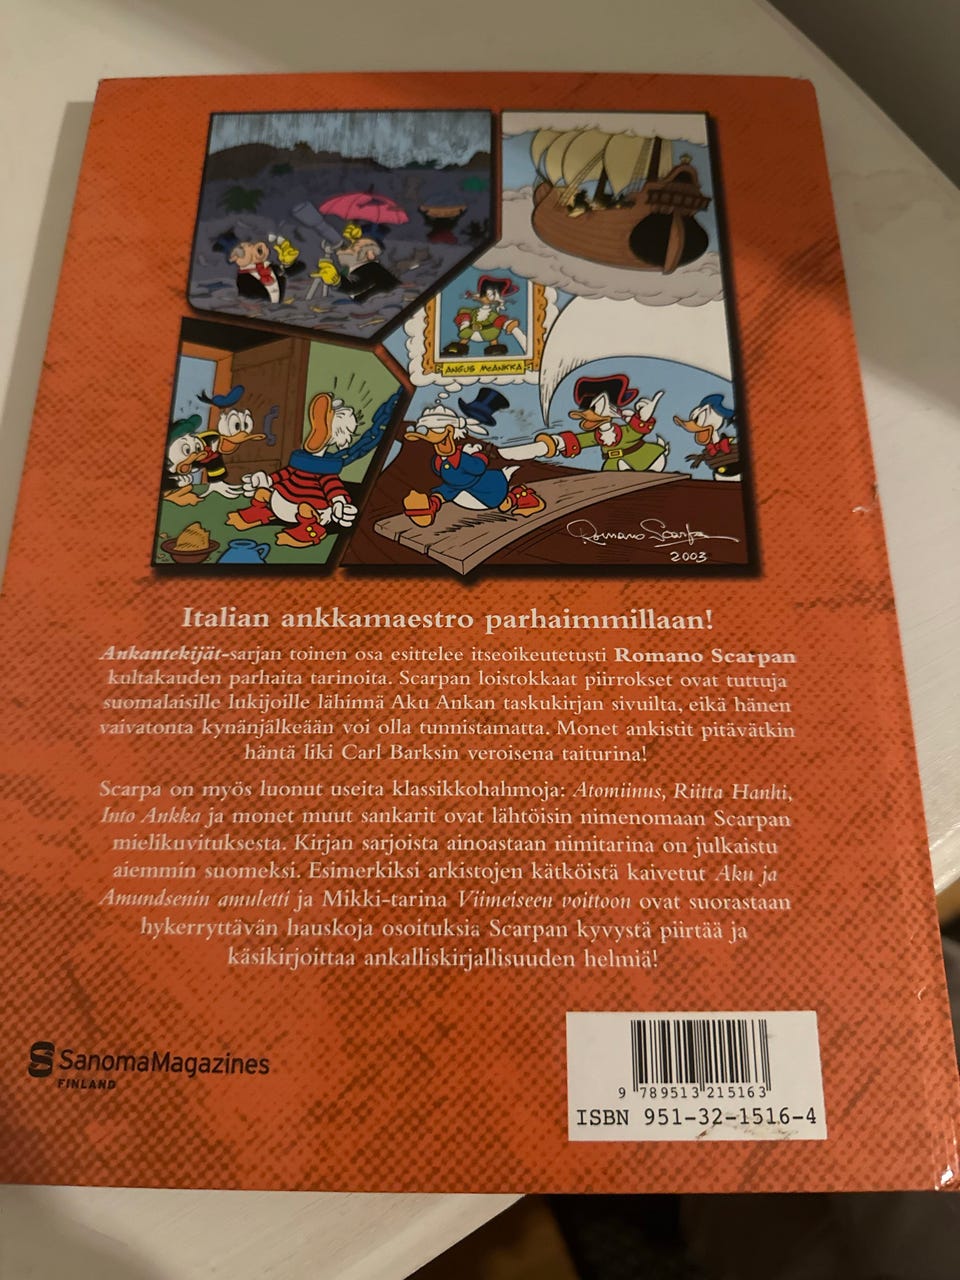 ANGUS McANKKA
Romano Scarpa
2003
Italian ankkamaestro parhaimmillaan!
Ankantekijät-sarjan toinen osa esittelee itseoikeutetusti Romano Scarpan
kultakauden parhaita tarinoita. Scarpan loistokkaat piirrokset ovat tuttuja
suomalaisille lukijoille lähinnä Aku Ankan taskukirjan sivuilta, eikä hänen
vaivatonta kynänjälkeään voi olla tunnistamatta. Monet ankistit pitävätkin
häntä liki Carl Barksin veroisena taiturina!
Scarpa on myös luonut useita klassikkohahmoja: Atomiinus, Riitta Hanhi,
Into Ankka ja monet muut sankarit ovat lähtöisin nimenomaan Scarpan
mielikuvituksesta. Kirjan sarjoista ainoastaan nimitarina on julkaistu
aiemmin suomeksi. Esimerkiksi arkistojen kätköistä kaivetut Aku ja
Amundsenin amuletti ja Mikki-tarina Viimeiseen voittoon ovat suorastaan
hykerryttävän hauskoja osoituksia Scarpan kyvystä piirtää ja
käsikirjoittaa ankalliskirjallisuuden helmiä!
SanomaMagazines
FINLAND
9 789513 215163
ISBN 951-32-1516-4